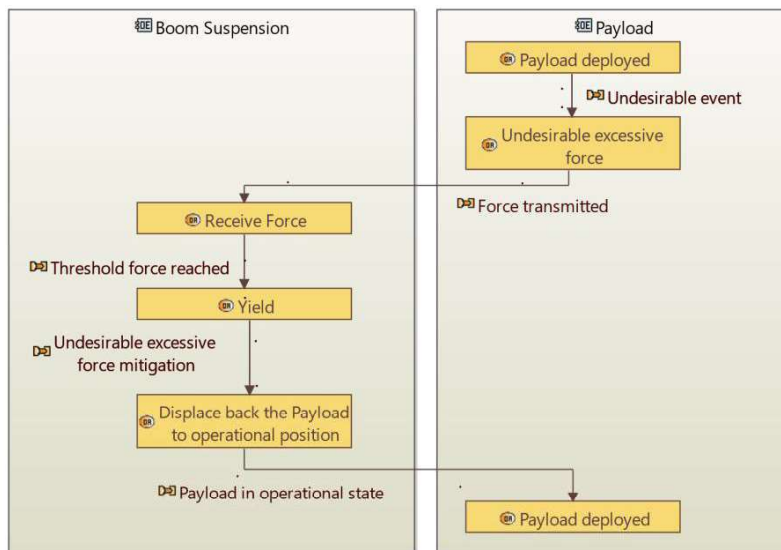 Boom Suspension
Payload
Payload deployed
Undesirable event
Undesirable excessive
force
Force transmitted
Receive Force
Threshold force reached
Yield
Undesirable excessive
force mitigation
Displace back the Payload
to operational position
Payload in operational state
Payload deployed